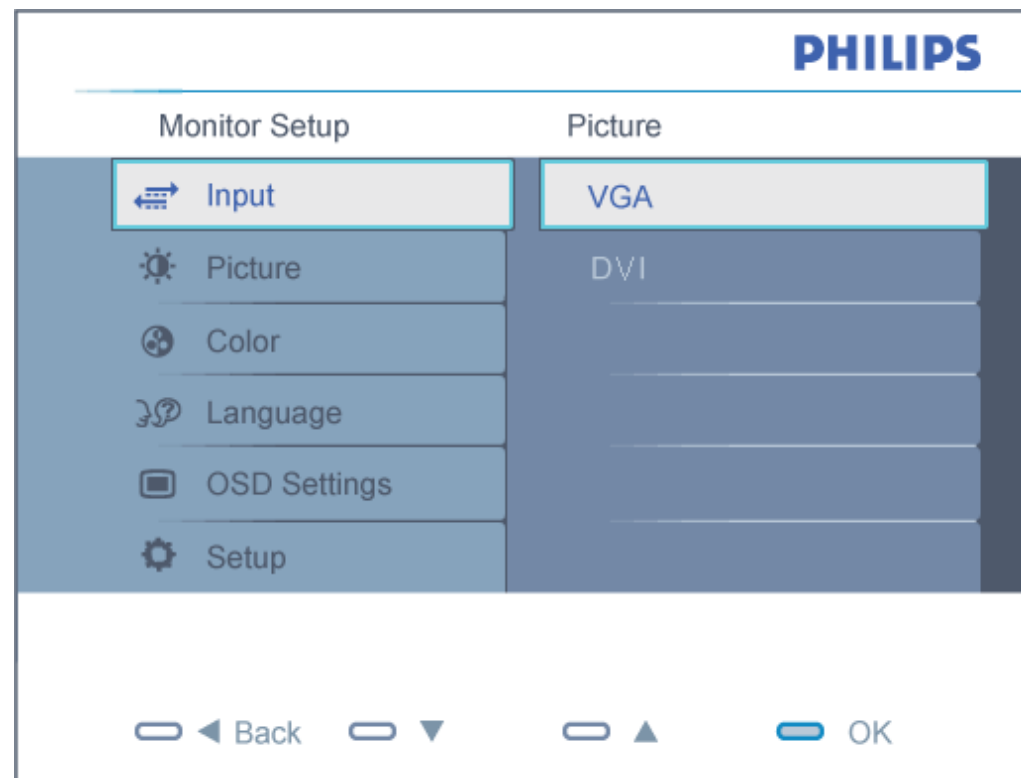 PHILIPS
Monitor Setup
Picture
Input
VGA
Picture
DVI
Color
Language
OSD Settings
Setup
Back
OK